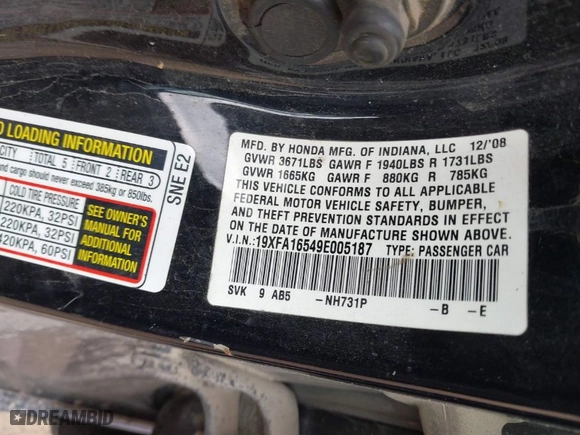 O LOADING INFORMATION
CITY TOTAL 5 FRONT 2 REAR 3
and cargo should never exceed 385kg or 850lbs.
COLD TIRE PRESSURE
220KPA, 32PSI
220KPA, 32PSI
420KPA, 60PSI
SEE OWNER'S
MANUAL FOR
ADDITIONAL
INFORMATION
SNE E2
MFD. BY HONDA MFG. OF INDIANA, LLC 12/'08
GVWR 3671LBS GAWR F 1940LBS R 1731LBS
GVWR 1665KG GAWR F 880KG R 785KG
THIS VEHICLE CONFORMS TO ALL APPLICABLE
FEDERAL MOTOR VEHICLE SAFETY, BUMPER,
AND THEFT PREVENTION STANDARDS IN EFFECT
ON THE DATE OF MANUFACTURE SHOWN ABOVE.
V.I.N.:19XFA16549E005187 TYPE: PASSENGER CAR
SVK 9 AB5 -NH731P -B -E
DREAMBID